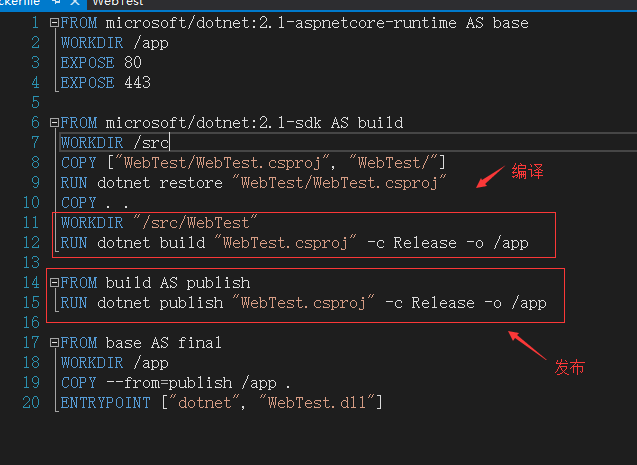 WebTest
1 FROM microsoft/dotnet:2.1-aspnetcore-runtime AS base
2 WORKDIR /app
3 EXPOSE 80
4 EXPOSE 443
5
6 FROM microsoft/dotnet:2.1-sdk AS build
7 WORKDIR /src
8 COPY ["WebTest/WebTest.csproj", "WebTest/"]
9 RUN dotnet restore "WebTest/WebTest.csproj"
编译
10 COPY . .
11 WORKDIR "/src/WebTest"
12 RUN dotnet build "WebTest.csproj" -c Release -o /app
13
14 FROM build AS publish
15 RUN dotnet publish "WebTest.csproj" -c Release -o /app
16
17 FROM base AS final
18 WORKDIR /app
发布
19 COPY --from=publish /app .
20 ENTRYPOINT ["dotnet", "WebTest.dll"]